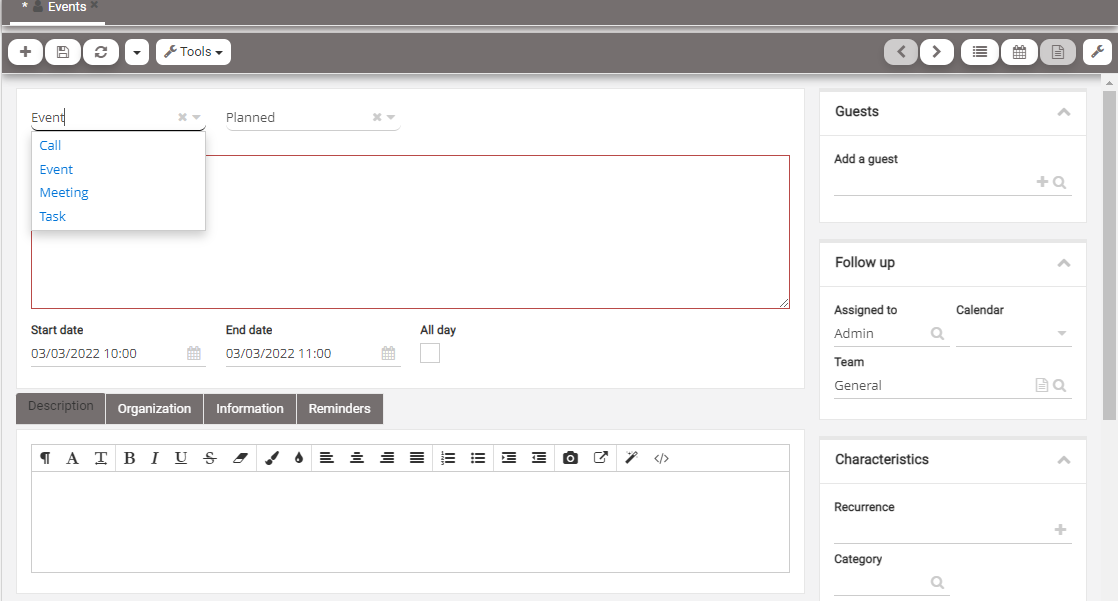 * Events
Tools
Event
Planned
Call
Event
Meeting
Task
Start date
End date
All day
03/03/2022 10:00
03/03/2022 11:00
Description
Organization
Information
Reminders
Guests
Add a guest
Follow up
Assigned to
Calendar
Admin
Team
General
Characteristics
Recurrence
Category